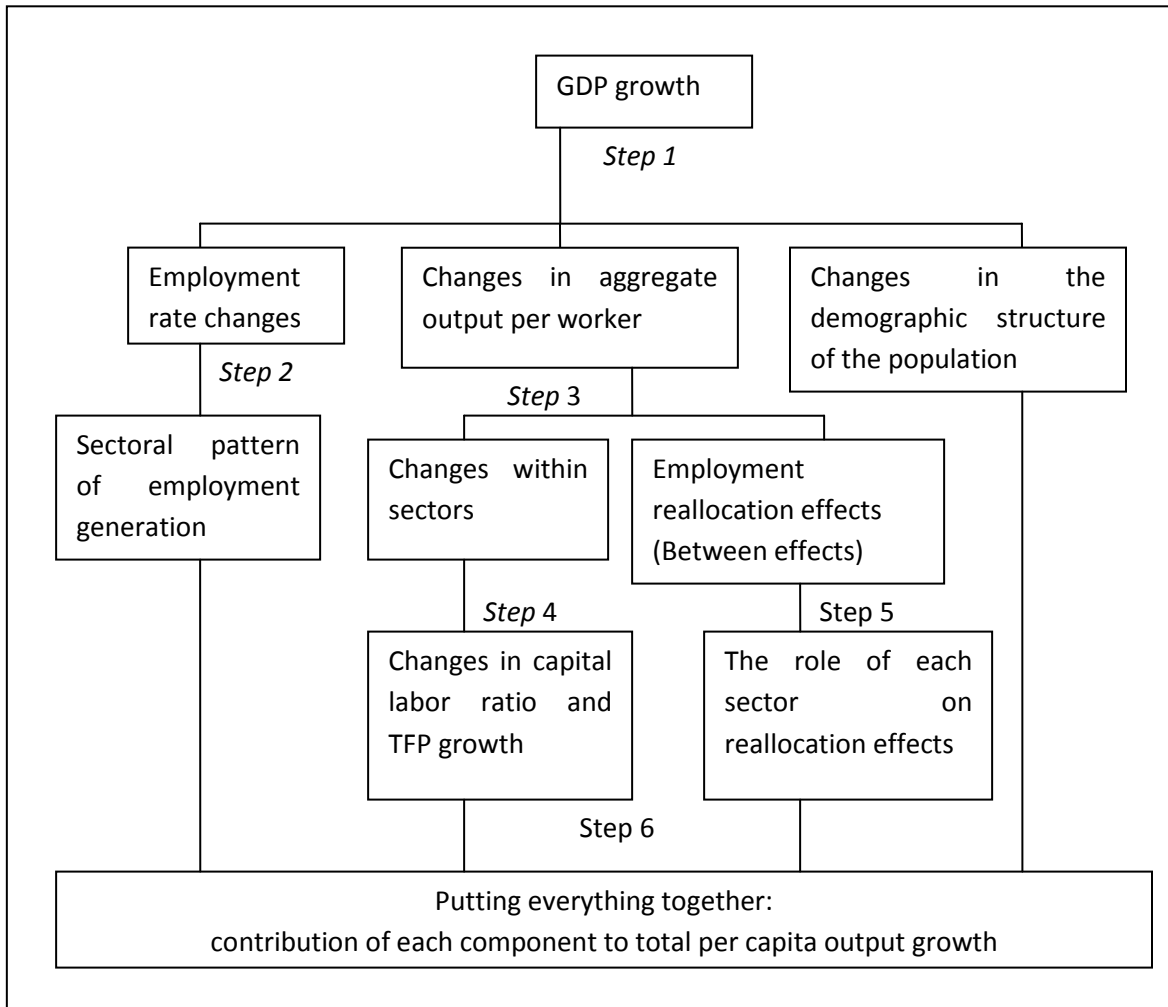 GDP growth
Step 1
Employment
rate changes
Changes in aggregate
output per worker
Changes in the
demographic structure
of the population
Step 2
Step 3
Sectoral pattern
of employment
generation
Changes within
sectors
Employment
reallocation effects
(Between effects)
Step 4
Step 5
Changes in capital
labor ratio and
TFP growth
The role of each
sector on
reallocation effects
Step 6
Putting everything together:
contribution of each component to total per capita output growth